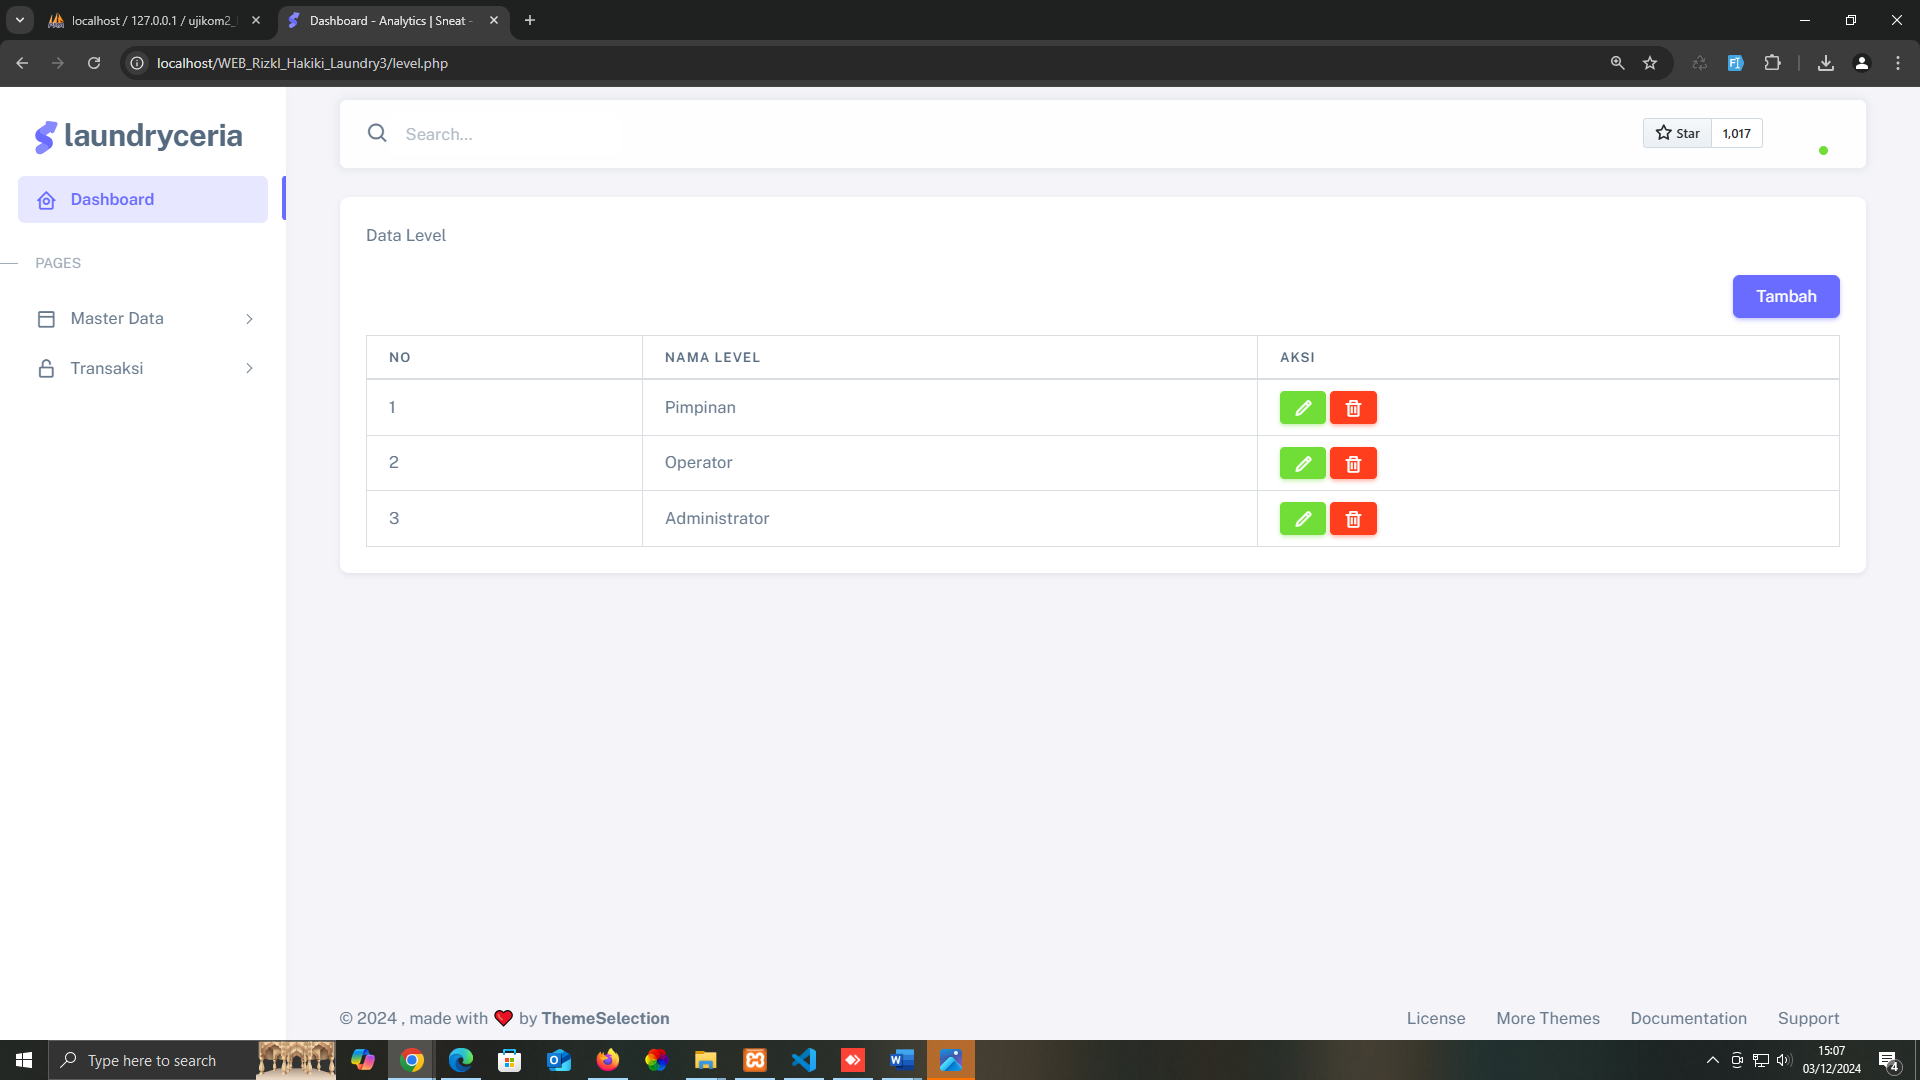 localhost / 127.0.0.1 / ujikom2_
Dashboard - Analytics | Sneat -
localhost/WEB_RizkI_Hakiki_Laundry3/level.php
laundryceria
Search...
Star 1,017
Dashboard
PAGES
Master Data
Transaksi
Data Level
Tambah
NO NAMA LEVEL AKSI
1 Pimpinan
2 Operator
3 Administrator
© 2024 , made with ❤️ by ThemeSelection
License More Themes Documentation Support
Type here to search
15:07
03/12/2024
4